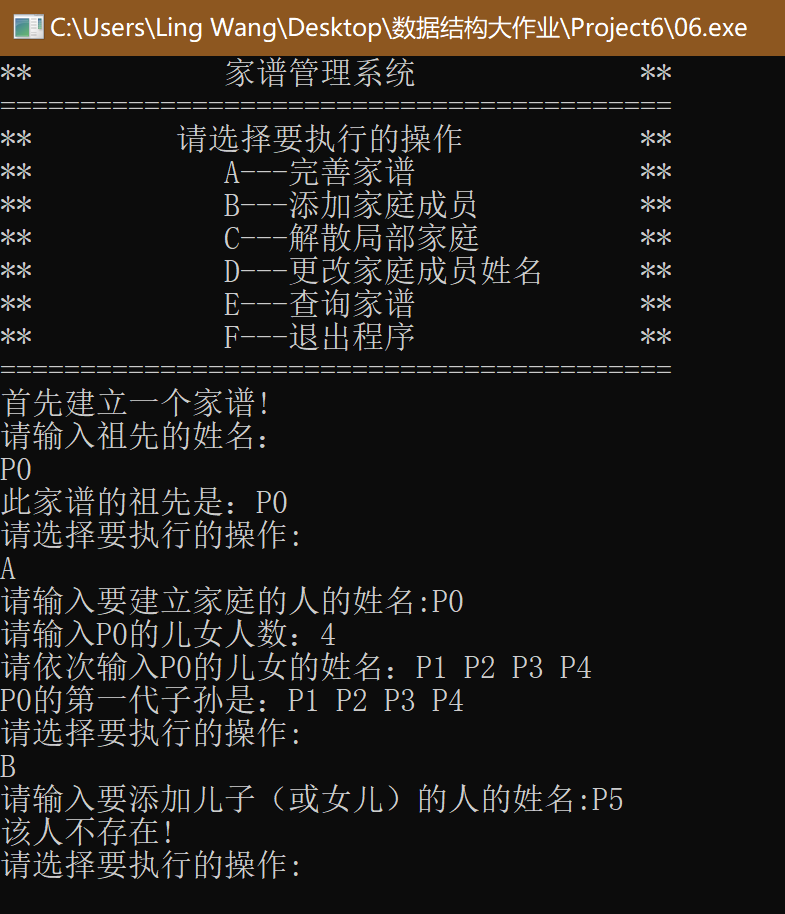 C:\Users\Ling Wang\Desktop\数据结构大作业\Project6\06.exe
** 家谱管理系统 **
==========================================
** 请选择要执行的操作 **
** A---完善家谱 **
** B---添加家庭成员 **
** C---解散局部家庭 **
** D---更改家庭成员姓名 **
** E---查询家谱 **
** F---退出程序 **
==========================================
首先建立一个家谱!
请输入祖先的姓名：
P0
此家谱的祖先是：P0
请选择要执行的操作:
A
请输入要建立家庭的人的姓名:P0
请输入P0的儿女人数：4
请依次输入P0的儿女的姓名：P1 P2 P3 P4
P0的第一代子孙是：P1 P2 P3 P4
请选择要执行的操作:
B
请输入要添加儿子（或女儿）的人的姓名:P5
该人不存在!
请选择要执行的操作: